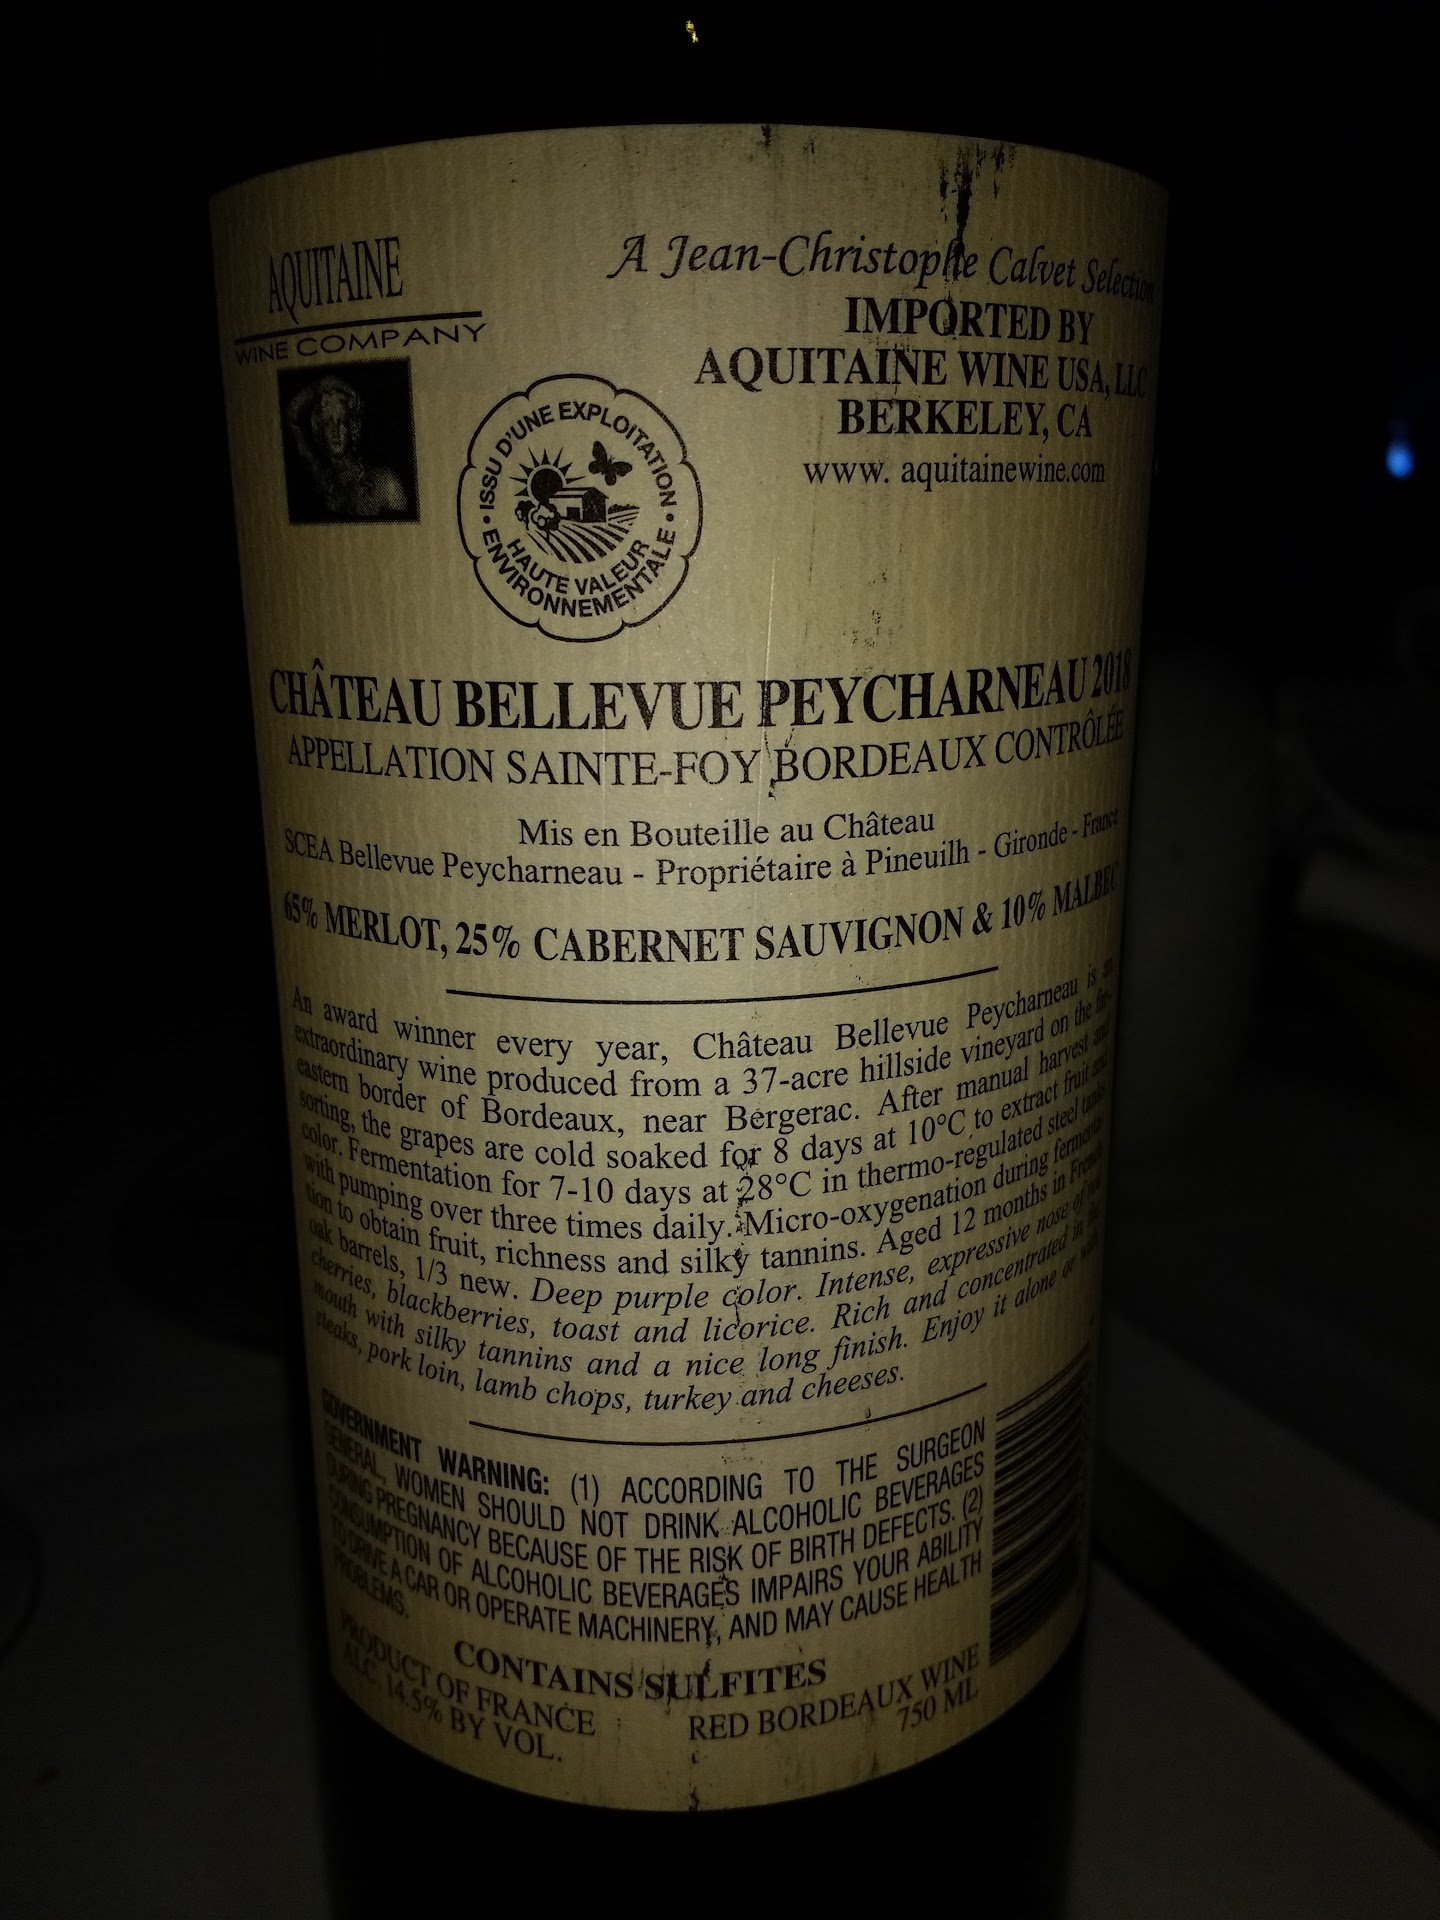 AQUITAINE
WINE COMPANY
A Jean-Christophe Calvet Selection
IMPORTED BY
AQUITAINE WINE USA, LLC
BERKELEY, CA
www. aquitainewine.com
• ISSU D'UNE EXPLOITATION •
HAUTE VALEUR
ENVIRONNEMENTALE
CHÂTEAU BELLEVUE PEYCHARNEAU 2018
APPELLATION SAINTE-FOY BORDEAUX CONTRÔLÉE
Mis en Bouteille au Château
SCEA Bellevue Peycharneau - Propriétaire à Pineuilh - Gironde - France
65% MERLOT, 25% CABERNET SAUVIGNON & 10% MALBEC
An award winner every year, Château Bellevue Peycharneau is an
extraordinary wine produced from a 37-acre hillside vineyard on the far-
eastern border of Bordeaux, near Bergerac. After manual harvest and
sorting, the grapes are cold soaked for 8 days at 10°C to extract fruit and
color. Fermentation for 7-10 days at 28°C in thermo-regulated steel tanks
with pumping over three times daily. Micro-oxygenation during fermenta-
tion to obtain fruit, richness and silky tannins. Aged 12 months in French
oak barrels, 1/3 new. Deep purple color. Intense, expressive nose of red
cherries, blackberries, toast and licorice. Rich and concentrated in the
mouth with silky tannins and a nice long finish. Enjoy it alone or with
steaks, pork loin, lamb chops, turkey and cheeses.
GOVERNMENT WARNING: (1) ACCORDING TO THE SURGEON
GENERAL, WOMEN SHOULD NOT DRINK ALCOHOLIC BEVERAGES
DURING PREGNANCY BECAUSE OF THE RISK OF BIRTH DEFECTS. (2)
CONSUMPTION OF ALCOHOLIC BEVERAGES IMPAIRS YOUR ABILITY
TO DRIVE A CAR OR OPERATE MACHINERY, AND MAY CAUSE HEALTH
PROBLEMS.
CONTAINS SULFITES
PRODUCT OF FRANCE
RED BORDEAUX WINE
ALC. 14.5% BY VOL.
750 ML